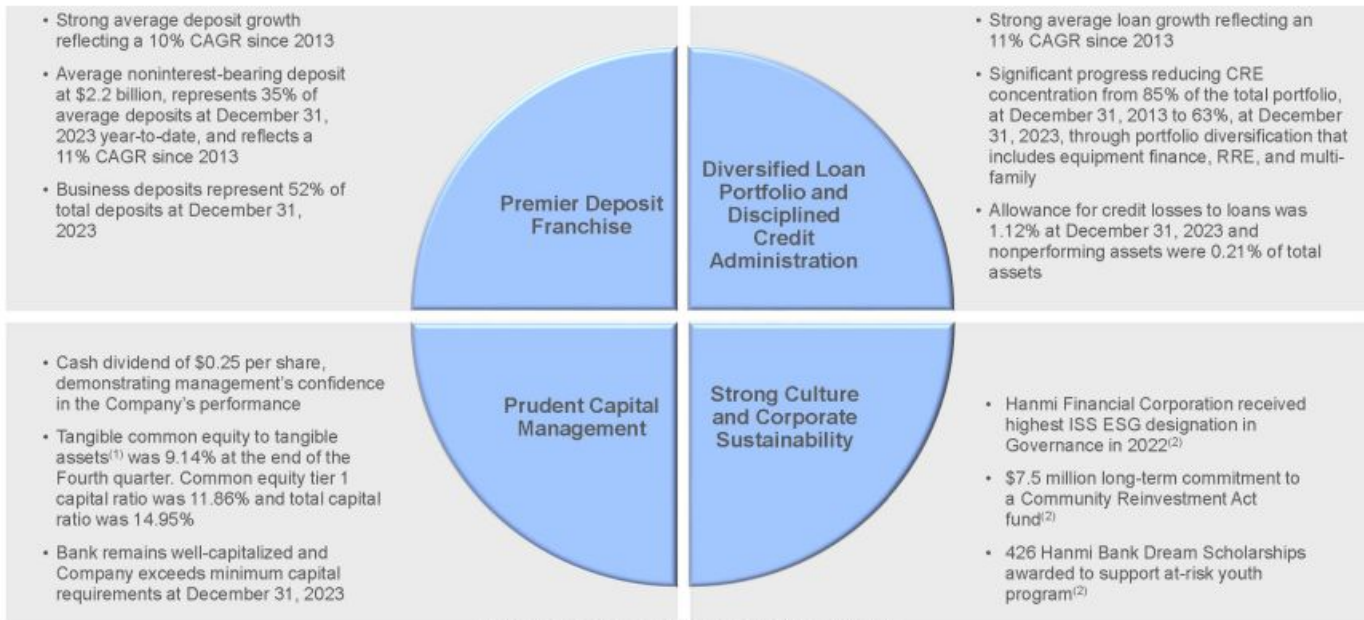 • Strong average deposit growth
reflecting a 10% CAGR since 2013
• Average noninterest-bearing deposit
at $2.2 billion, represents 35% of
average deposits at December 31,
2023 year-to-date, and reflects a
11% CAGR since 2013
• Business deposits represent 52% of
total deposits at December 31,
2023
Premier Deposit
Franchise
Diversified Loan
Portfolio and
Disciplined
Credit
Administration
• Strong average loan growth reflecting an
11% CAGR since 2013
• Significant progress reducing CRE
concentration from 85% of the total portfolio,
at December 31, 2013 to 63%, at December
31, 2023, through portfolio diversification that
includes equipment finance, RRE, and multi-
family
• Allowance for credit losses to loans was
1.12% at December 31, 2023 and
nonperforming assets were 0.21% of total
assets
• Cash dividend of $0.25 per share,
demonstrating management's confidence
in the Company's performance
• Tangible common equity to tangible
assets(1) was 9.14% at the end of the
Fourth quarter. Common equity tier 1
capital ratio was 11.86% and total capital
ratio was 14.95%
• Bank remains well-capitalized and
Company exceeds minimum capital
requirements at December 31, 2023
Prudent Capital
Management
Strong Culture
and Corporate
Sustainability
• Hanmi Financial Corporation received
highest ISS ESG designation in
Governance in 2022(2)
• $7.5 million long-term commitment to
a Community Reinvestment Act
fund(2)
• 426 Hanmi Bank Dream Scholarships
awarded to support at-risk youth
program(2)